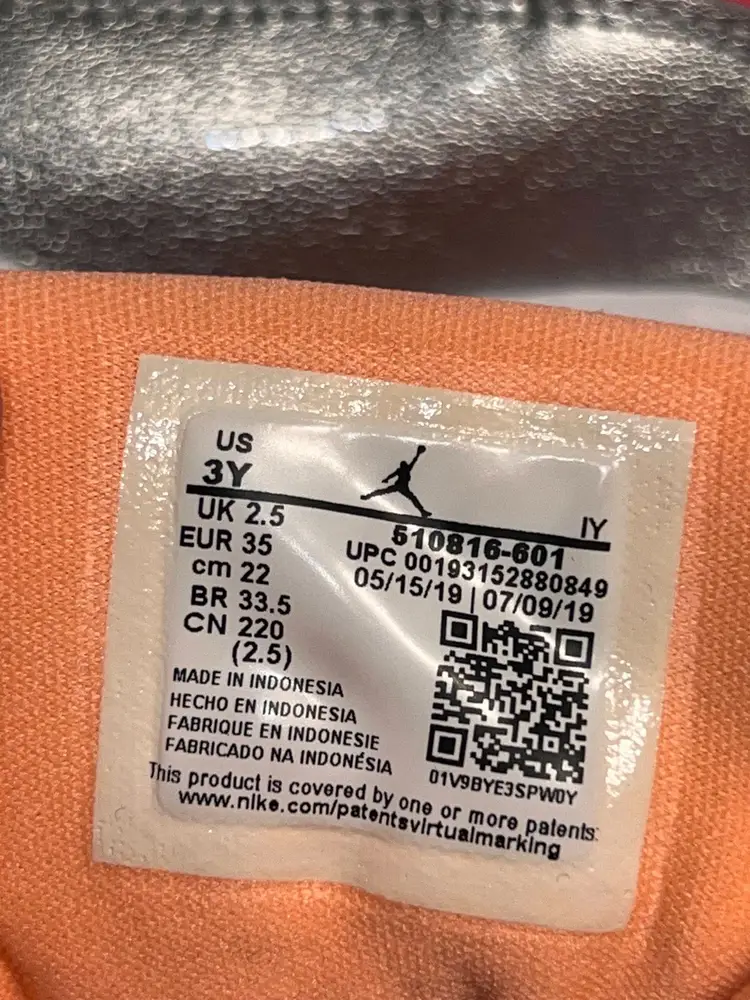 US
3Y
IY
UK 2.5
EUR 35
cm 22
BR 33.5
CN 220
(2.5)
510816-601
UPC 00193152880849
05/15/19 | 07/09/19
MADE IN INDONESIA
HECHO EN INDONESIA
FABRIQUE EN INDONESIE
FABRICADO NA INDONÉSIA
01V9BYE3SPW0Y
This product is covered by one or more patents:
www.nike.com/patentsvirtualmarking